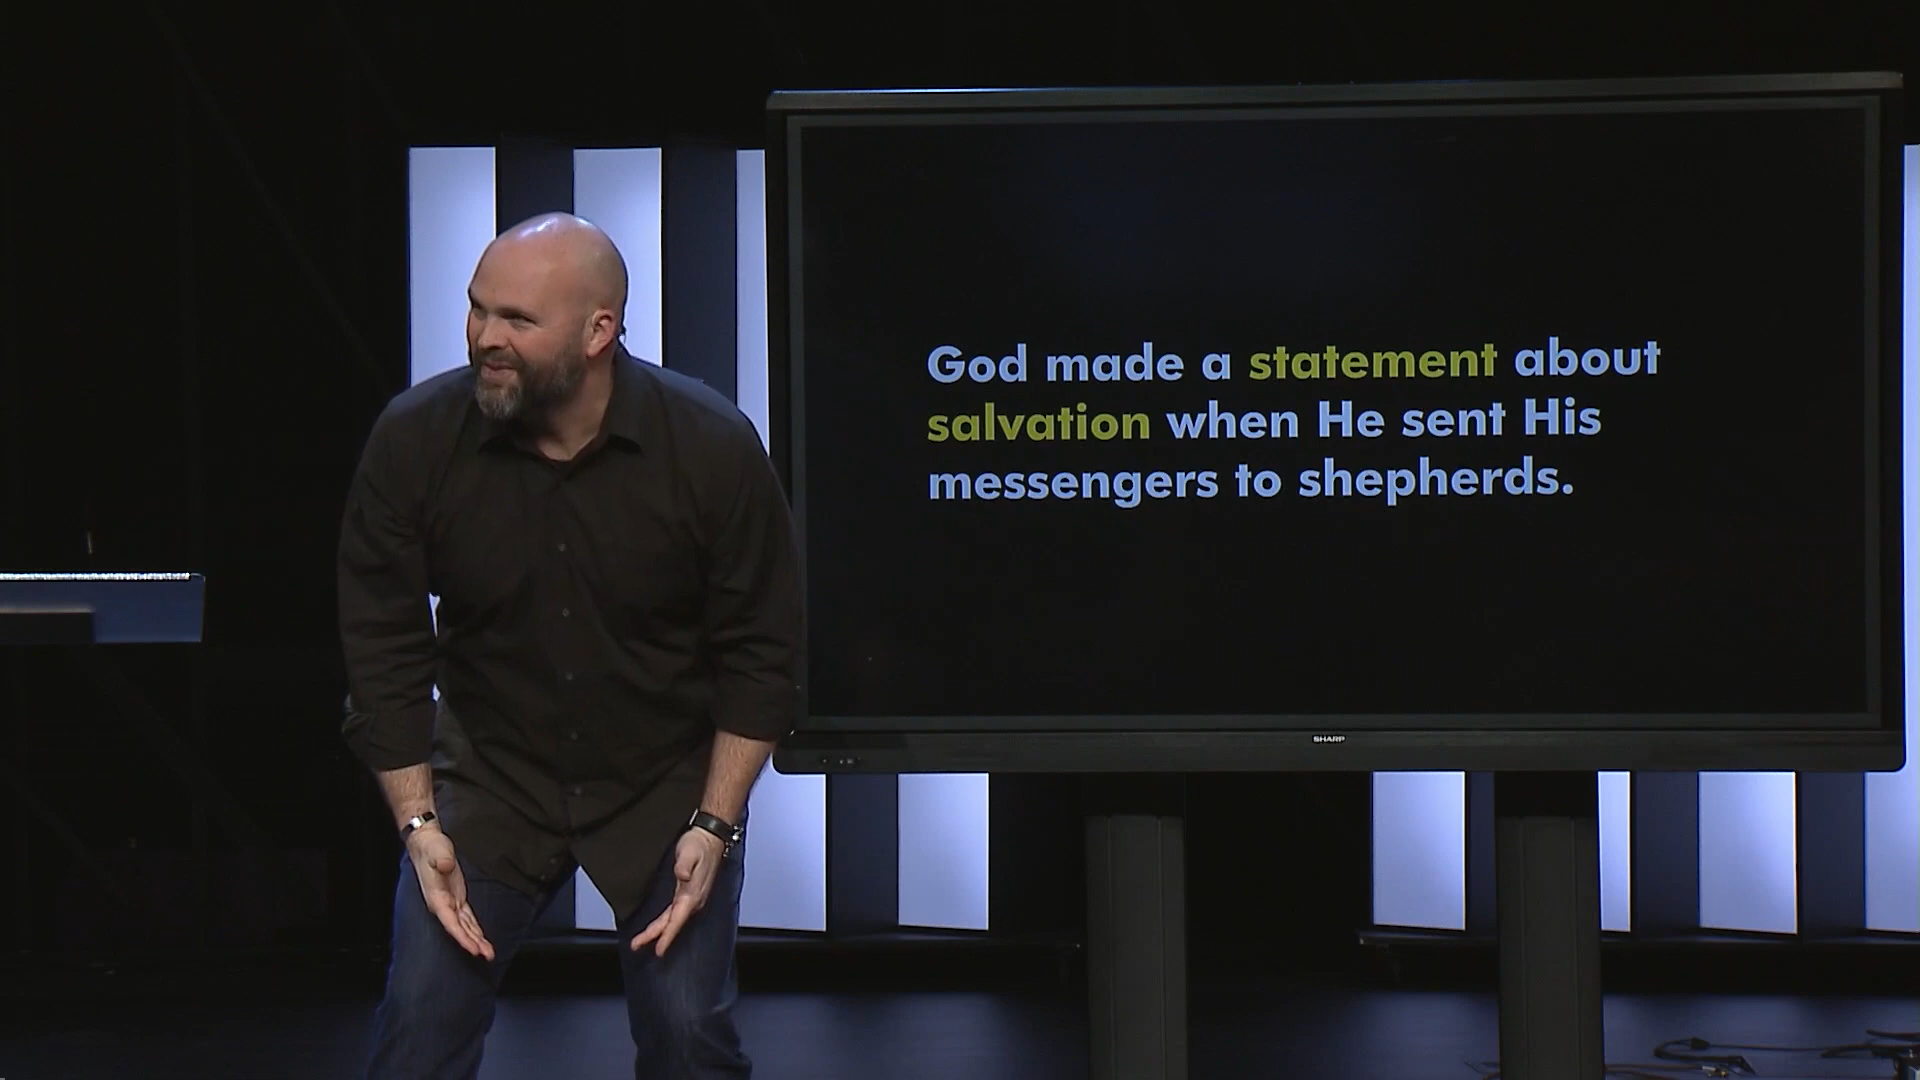 God made a statement about
salvation when He sent His
messengers to shepherds.
SHARP